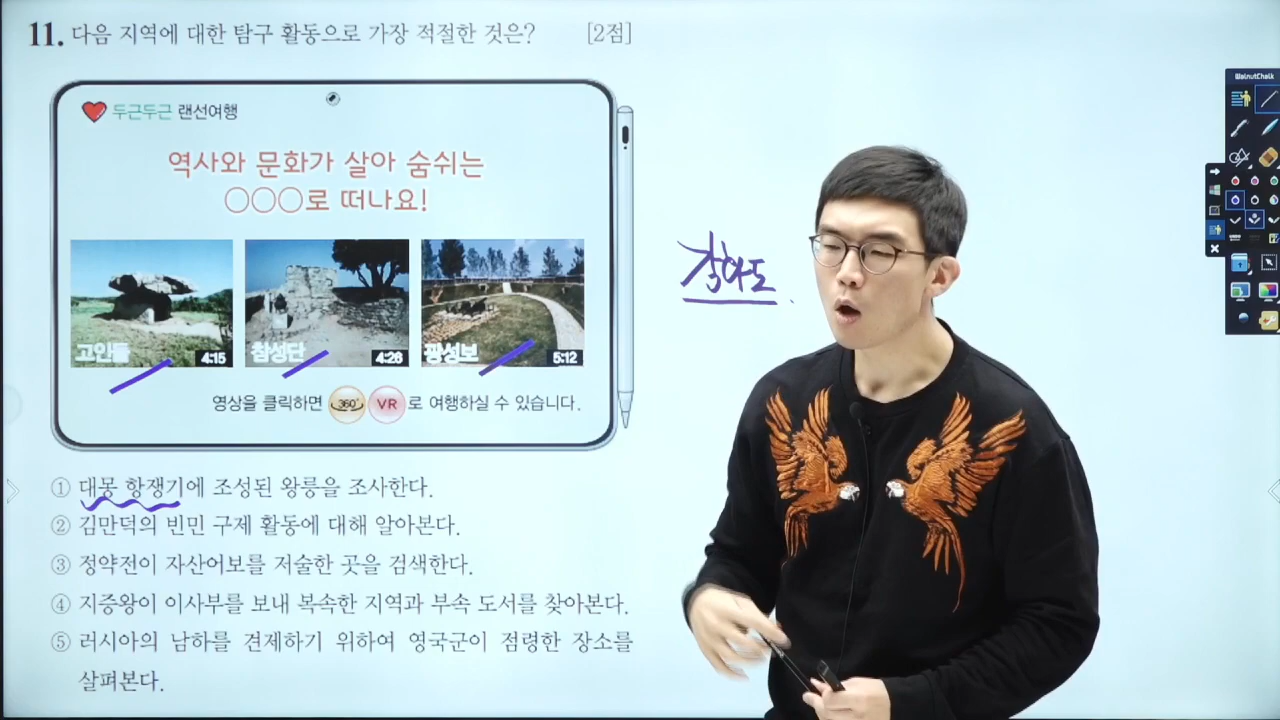 11. 다음 지역에 대한 탐구 활동으로 가장 적절한 것은? [2점]
두근두근 랜선여행
역사와 문화가 살아 숨쉬는
○○○로 떠나요!
고인돌 4:15 참성단 4:26 광성보 5:12
영상을 클릭하면 360° VR 로 여행하실 수 있습니다.
강화도
① 대몽 항쟁기에 조성된 왕릉을 조사한다.
② 김만덕의 빈민 구제 활동에 대해 알아본다.
③ 정약전이 자산어보를 저술한 곳을 검색한다.
④ 지증왕이 이사부를 보내 복속한 지역과 부속 도서를 찾아본다.
⑤ 러시아의 남하를 견제하기 위하여 영국군이 점령한 장소를
살펴본다.
WalnutChalk